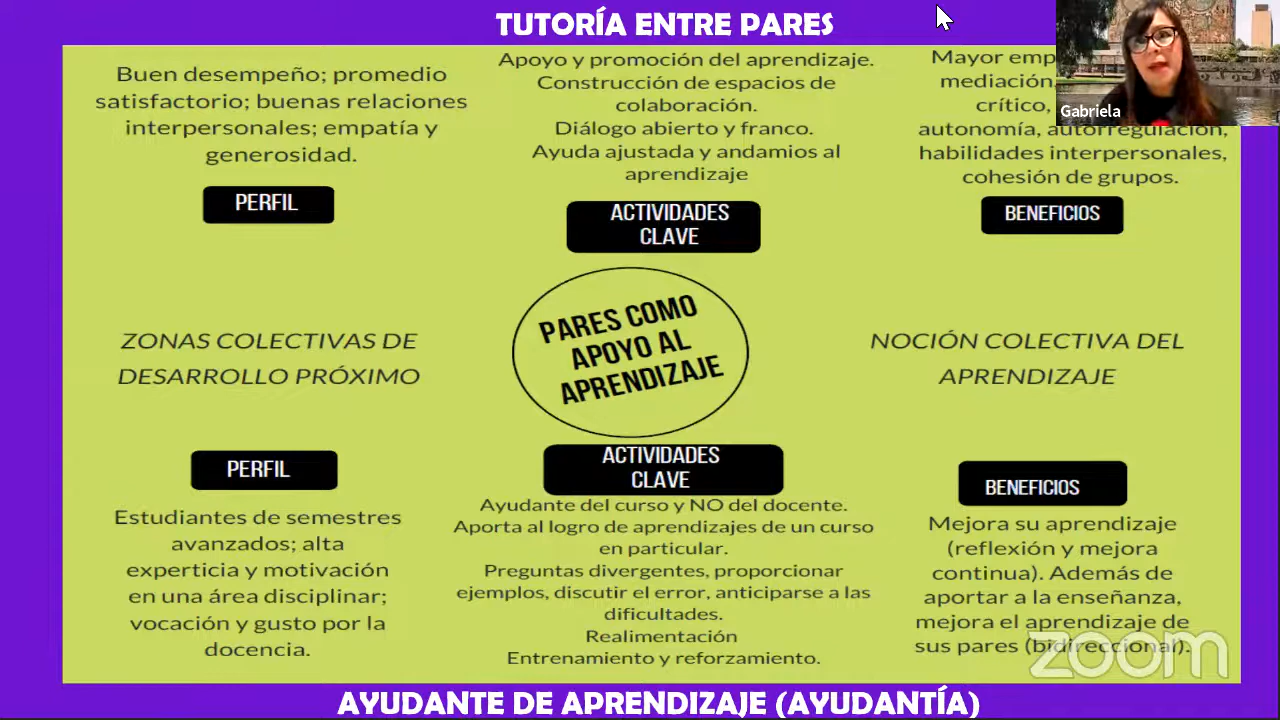 TUTORÍA ENTRE PARES
Buen desempeño; promedio
satisfactorio; buenas relaciones
interpersonales; empatía y
generosidad.
PERFIL
Apoyo y promoción del aprendizaje.
Construcción de espacios de
colaboración.
Diálogo abierto y franco.
Ayuda ajustada y andamios al
aprendizaje
ACTIVIDADES
CLAVE
Mayor
mediación,
crítico,
autonomía, autorregulación,
habilidades interpersonales,
cohesión de grupos.
BENEFICIOS
Gabriela
ZONAS COLECTIVAS DE
DESARROLLO PRÓXIMO
PARES COMO
APOYO AL
APRENDIZAJE
NOCIÓN COLECTIVA DEL
APRENDIZAJE
PERFIL
Estudiantes de semestres
avanzados; alta
experticia y motivación
en una área disciplinar;
vocación y gusto por la
docencia.
ACTIVIDADES
CLAVE
Ayudante del curso y NO del docente.
Aporta al logro de aprendizajes de un curso
en particular.
Preguntas divergentes, proporcionar
ejemplos, discutir el error, anticiparse a las
dificultades.
Realimentación
Entrenamiento y reforzamiento.
BENEFICIOS
Mejora su aprendizaje
(reflexión y mejora
continua). Además de
aportar a la enseñanza,
mejora el aprendizaje de
sus pares (bidireccional).
zoom
AYUDANTE DE APRENDIZAJE (AYUDANTÍA)